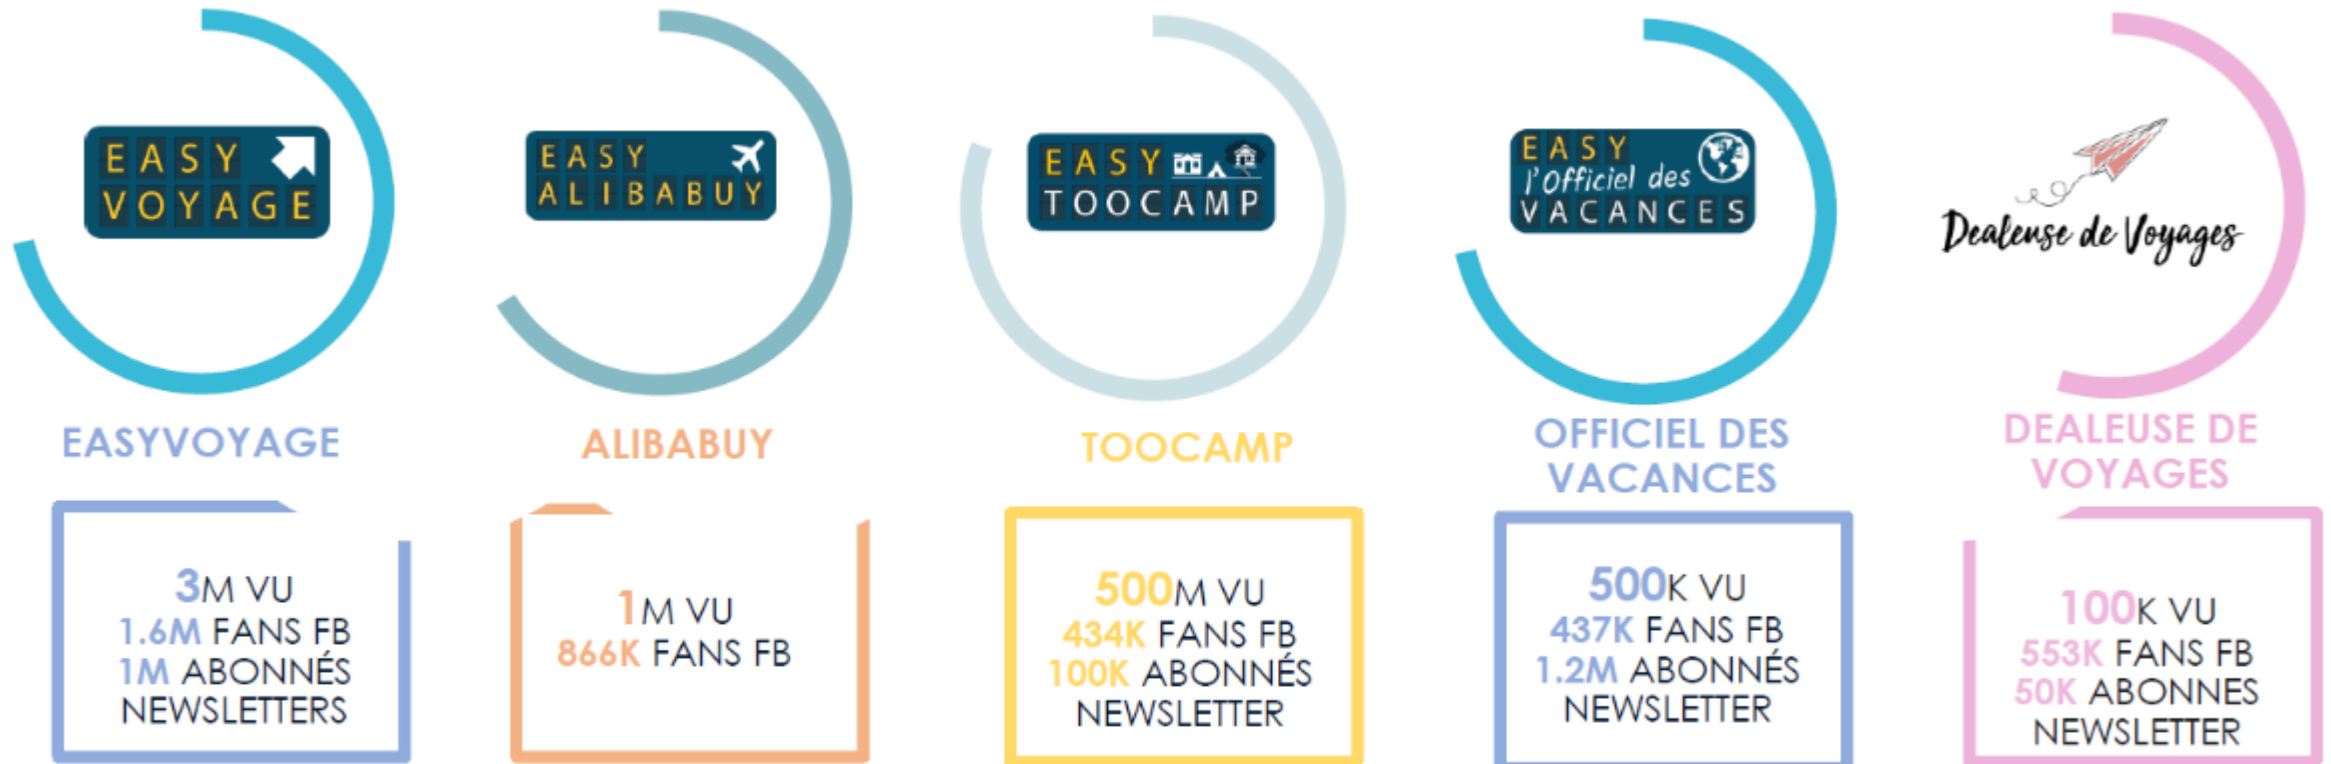 EASY
VOYAGE
EASYVOYAGE
3M VU
1.6M FANS FB
1M ABONNÉS
NEWSLETTERS
EASY
ALIBABUY
ALIBABUY
1M VU
866K FANS FB
EASY
TOOCAMP
TOOCAMP
500M VU
434K FANS FB
100K ABONNÉS
NEWSLETTER
EASY
l'Officiel des
VACANCES
OFFICIEL DES
VACANCES
500K VU
437K FANS FB
1.2M ABONNÉS
NEWSLETTER
Dealeuse de Voyages
DEALEUSE DE
VOYAGES
100K VU
553K FANS FB
50K ABONNES
NEWSLETTER